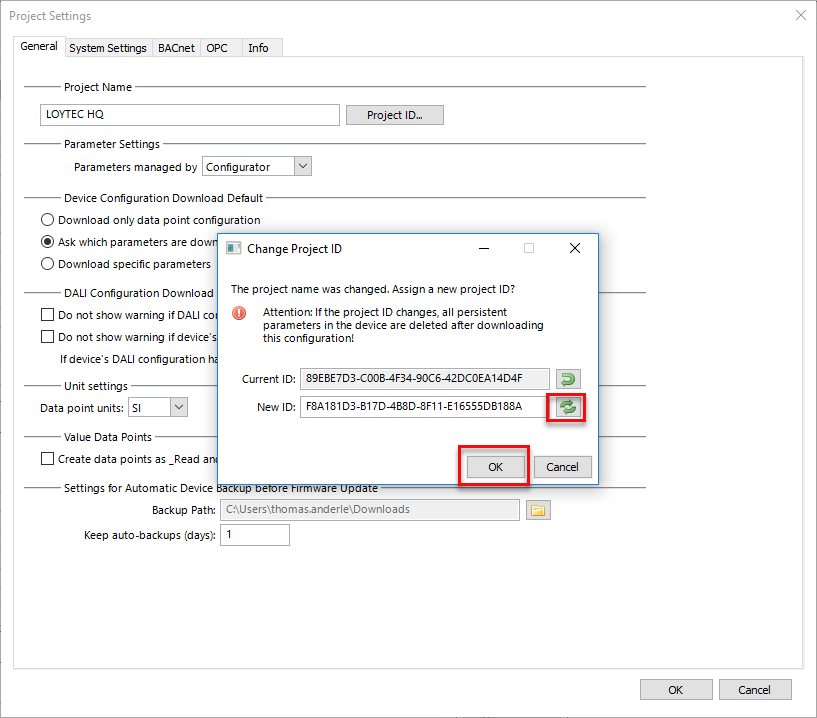 Project Settings
General System Settings BACnet OPC Info
Project Name
LOYTEC HQ Project ID...
Parameter Settings
Parameters managed by Configurator
Device Configuration Download Default
Download only data point configuration
Ask which parameters are down
Download specific parameters
DALI Configuration Download
Do not show warning if DALI co
Do not show warning if device's
If device's DALI configuration ha
Unit settings
Data point units: SI
Value Data Points
Create data points as _Read and
Settings for Automatic Device Backup before Firmware Update
Backup Path: C:\Users\thomas.anderle\Downloads
Keep auto-backups (days): 1
OK Cancel
Change Project ID
The project name was changed. Assign a new project ID?
Attention: If the project ID changes, all persistent
parameters in the device are deleted after downloading
this configuration!
Current ID: 89EBE7D3-C00B-4F34-90C6-42DC0EA14D4F
New ID: F8A181D3-B17D-4B8D-8F11-E16555DB188A
OK Cancel